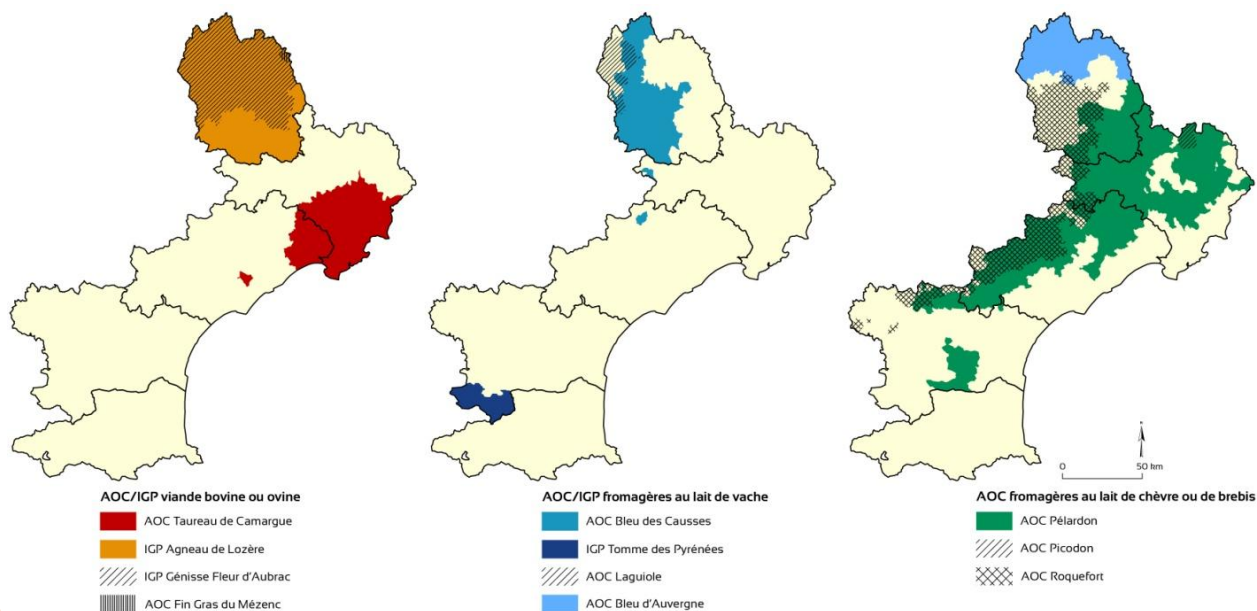 0
50 km
AOC/IGP viande bovine ou ovine
AOC Taureau de Camargue
IGP Agneau de Lozère
IGP Génisse Fleur d'Aubrac
AOC Fin Gras du Mézenc
AOC/IGP fromagères au lait de vache
AOC Bleu des Causses
IGP Tomme des Pyrénées
AOC Laguiole
AOC Bleu d'Auvergne
AOC fromagères au lait de chèvre ou de brebis
AOC Pélardon
AOC Picodon
AOC Roquefort